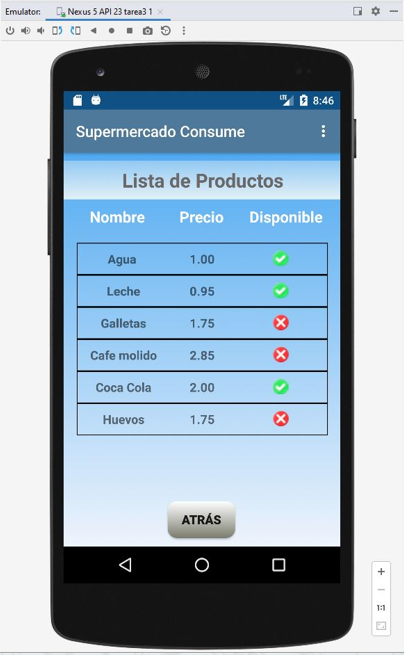 Emulator: Nexus 5 API 23 tarea3 1
LTE 8:46
Supermercado Consume
Lista de Productos
Nombre Precio Disponible
Agua 1.00
Leche 0.95
Galletas 1.75
Cafe molido 2.85
Coca Cola 2.00
Huevos 1.75
ATRÁS
1:1